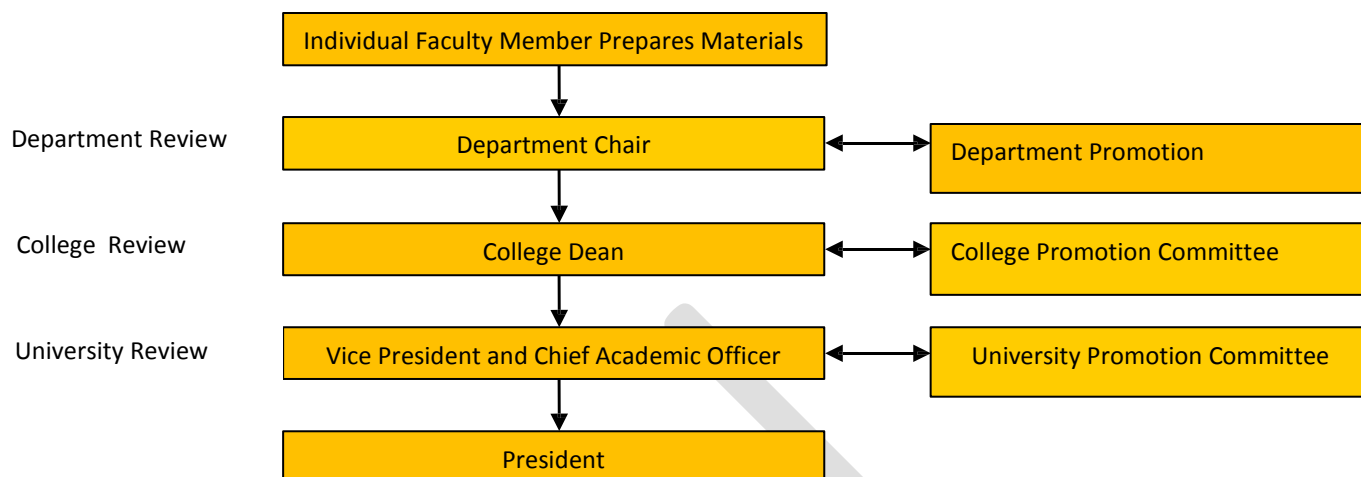 Individual Faculty Member Prepares Materials
Department Review
Department Chair
Department Promotion
College Review
College Dean
College Promotion Committee
University Review
Vice President and Chief Academic Officer
University Promotion Committee
President